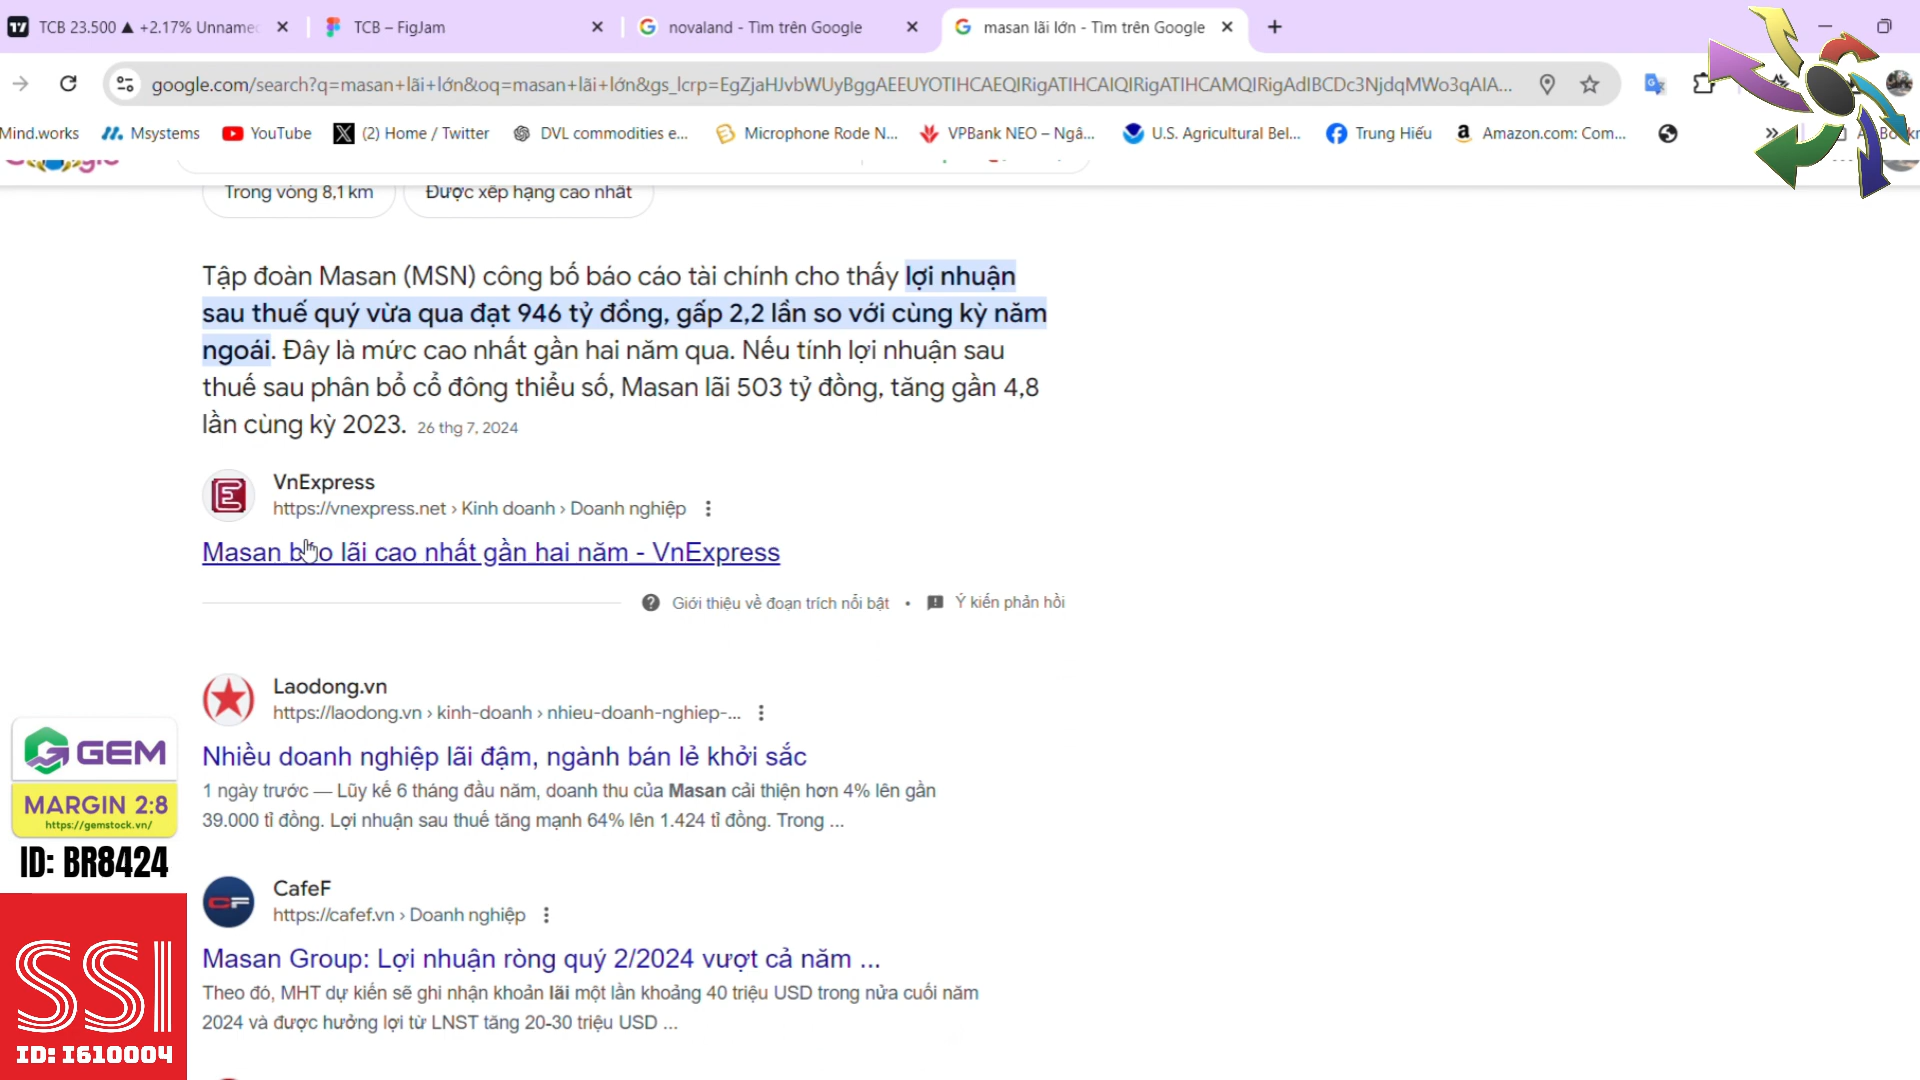 TCB 23.500 ▲ +2.17% Unname
TCB – FigJam
novaland - Tìm trên Google
masan lãi lớn - Tìm trên Google
google.com/search?q=masan+lãi+lớn&oq=masan+lãi+lớn&gs_lcrp=EgZjaHJvbWUyBggAEEUYOTIHCAEQIRigATIHCAIQIRigATIHCAMQIRigAdIBCDc3NjdqMWo3qAIA...
Mind.works
Msystems
YouTube
(2) Home / Twitter
DVL commodities e...
Microphone Rode N...
VPBank NEO – Ngâ...
U.S. Agricultural Bel...
Trung Hiếu
Amazon.com: Com...
Trong vòng 8,1 km
Được xếp hạng cao nhất
Tập đoàn Masan (MSN) công bố báo cáo tài chính cho thấy lợi nhuận
sau thuế quý vừa qua đạt 946 tỷ đồng, gấp 2,2 lần so với cùng kỳ năm
ngoái. Đây là mức cao nhất gần hai năm qua. Nếu tính lợi nhuận sau
thuế sau phân bổ cổ đông thiểu số, Masan lãi 503 tỷ đồng, tăng gần 4,8
lần cùng kỳ 2023. 26 thg 7, 2024
VnExpress
https://vnexpress.net › Kinh doanh › Doanh nghiệp
Masan báo lãi cao nhất gần hai năm - VnExpress
Giới thiệu về đoạn trích nổi bật • Ý kiến phản hồi
Laodong.vn
https://laodong.vn › kinh-doanh › nhieu-doanh-nghiep-...
Nhiều doanh nghiệp lãi đậm, ngành bán lẻ khởi sắc
1 ngày trước — Lũy kế 6 tháng đầu năm, doanh thu của Masan cải thiện hơn 4% lên gần
39.000 tỉ đồng. Lợi nhuận sau thuế tăng mạnh 64% lên 1.424 tỉ đồng. Trong ...
CafeF
https://cafef.vn › Doanh nghiệp
Masan Group: Lợi nhuận ròng quý 2/2024 vượt cả năm ...
Theo đó, MHT dự kiến sẽ ghi nhận khoản lãi một lần khoảng 40 triệu USD trong nửa cuối năm
2024 và được hưởng lợi từ LNST tăng 20-30 triệu USD ...
GEM
MARGIN 2:8
https://gemstock.vn/
ID: BR8424
SSI
ID: I610004